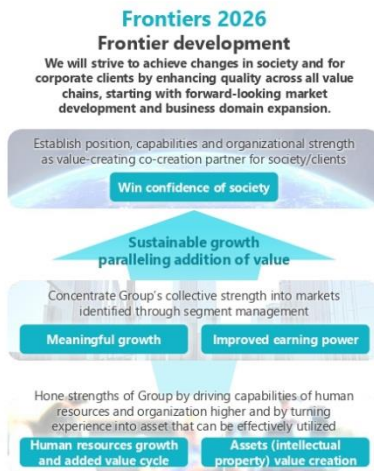 Frontiers 2026
Frontier development
We will strive to achieve changes in society and for
corporate clients by enhancing quality across all value
chains, starting with forward-looking market
development and business domain expansion.
Establish position, capabilities and organizational strength
as value-creating co-creation partner for society/clients
Win confidence of society
Sustainable growth
paralleling addition of value
Concentrate Group's collective strength into markets
identified through segment management
Meaningful growth
Improved earning power
Hone strengths of Group by driving capabilities of human
resources and organization higher and by turning
experience into asset that can be effectively utilized
Human resources growth
and added value cycle
Assets (intellectual
property) value creation